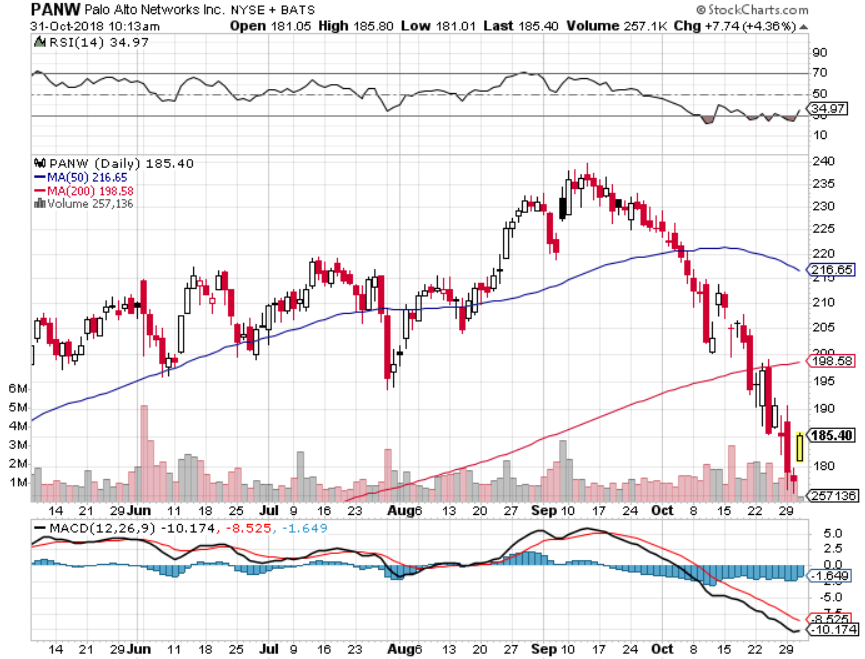 PANW Palo Alto Networks Inc. NYSE + BATS © StockCharts.com
31-Oct-2018 10:13am Open 181.05 High 185.80 Low 181.01 Last 185.40 Volume 257.1K Chg +7.74 (+4.36%)
RSI(14) 34.97
90
70
50
34.97
30
10
PANW (Daily) 185.40
MA(50) 216.65
MA(200) 198.58
Volume 257,136
240
235
230
225
220
216.65
215
210
205
200
198.58
195
190
185.40
180
257136
6M
5M
4M
3M
2M
1M
14 21 29 Jun 11 18 25 Jul 9 16 23 Aug 6 13 20 27 Sep 10 17 24 Oct 8 15 22 29
MACD(12,26,9) -10.174, -8.525, -1.649
5.0
2.5
0.0
-1.649
-5.0
-7.5
-8.525
-10.174
14 21 29 Jun 11 18 25 Jul 9 16 23 Aug 6 13 20 27 Sep 10 17 24 Oct 8 15 22 29